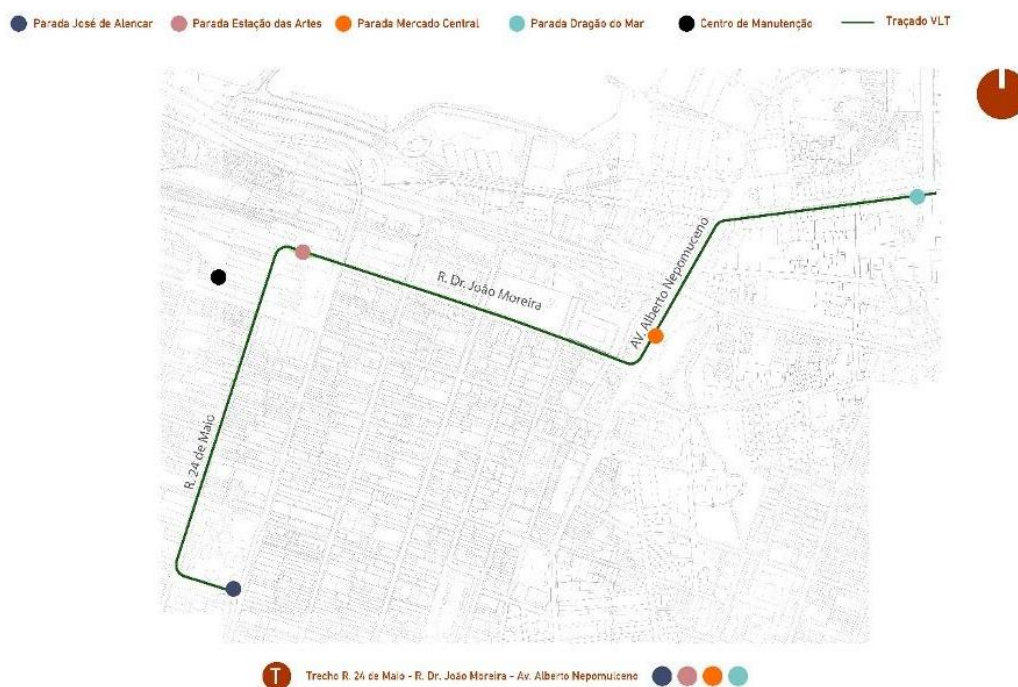 Parada José de Alencar
Parada Estação das Artes
Parada Mercado Central
Parada Dragão do Mar
Centro de Manutenção
Traçado VLT
R. Dr. João Moreira
AV. Alberto Nepomuceno
R. 24 de Maio
T
Trecho R. 24 de Maio - R. Dr. João Moreira - Av. Alberto Nepomulceno